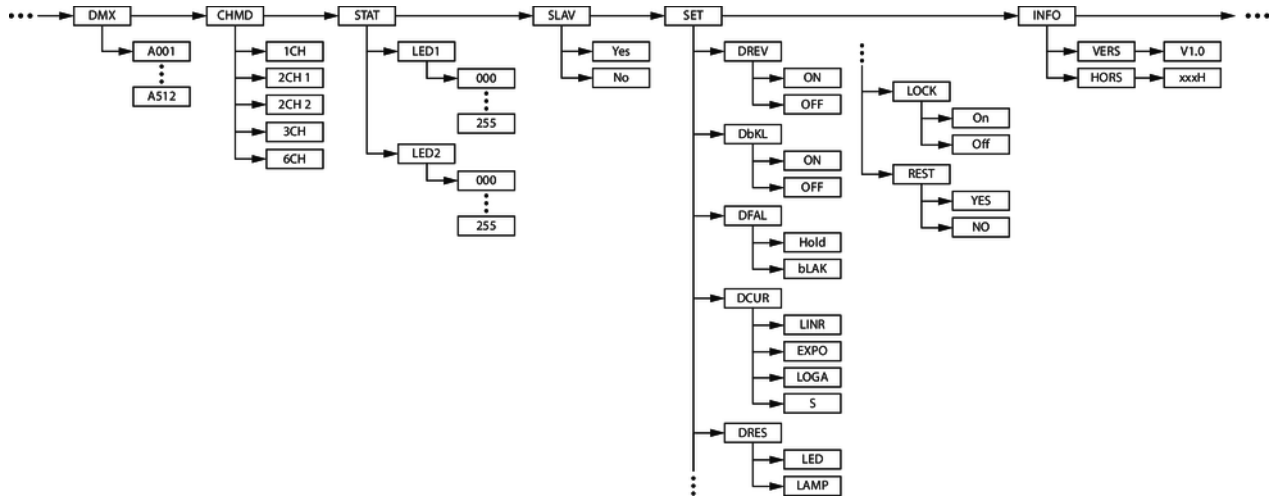 DMX
A001
A512
CHMD
1CH
2CH 1
2CH 2
3CH
6CH
STAT
LED1
000
255
LED2
000
255
SLAV
Yes
No
SET
DREV
ON
OFF
DbKL
ON
OFF
DFAL
Hold
bLAK
DCUR
LINR
EXPO
LOGA
S
DRES
LED
LAMP
LOCK
On
Off
REST
YES
NO
INFO
VERS
V1.0
HORS
xxxH